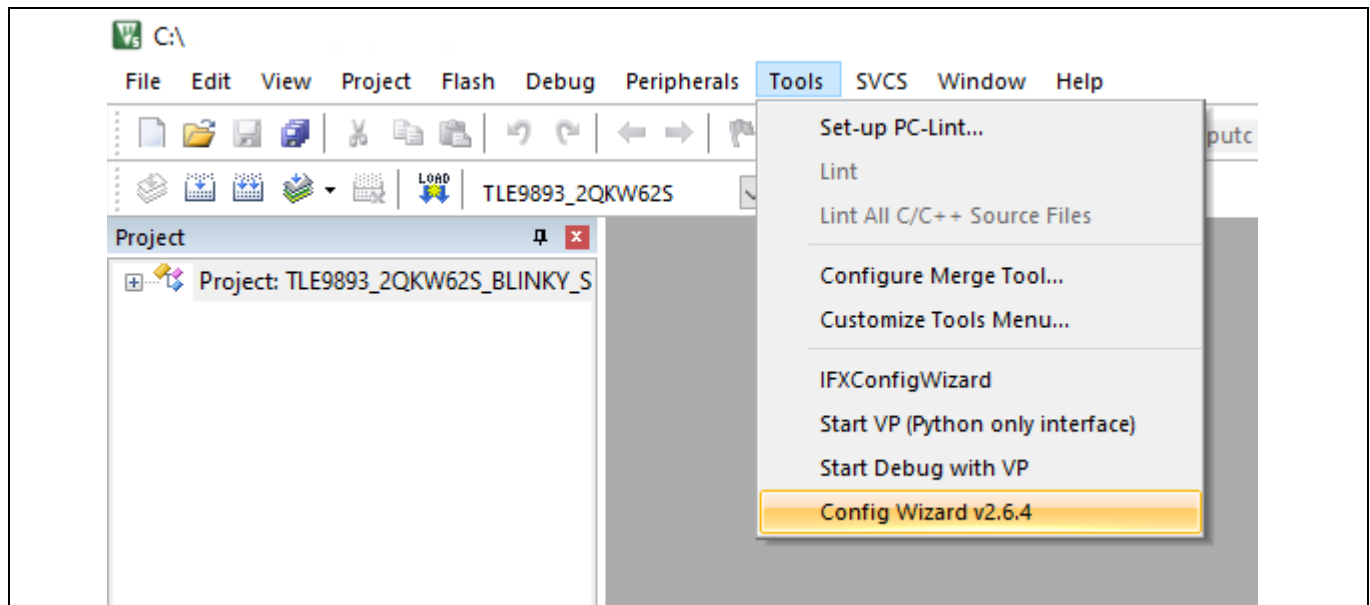 C:\
File Edit View Project Flash Debug Peripherals Tools SVCS Window Help
Set-up PC-Lint...
putc
Lint
LOAD
TLE9893_2QKW62S
Lint All C/C++ Source Files
Project
Configure Merge Tool...
Project: TLE9893_2QKW62S_BLINKY_S
Customize Tools Menu...
IFXConfigWizard
Start VP (Python only interface)
Start Debug with VP
Config Wizard v2.6.4